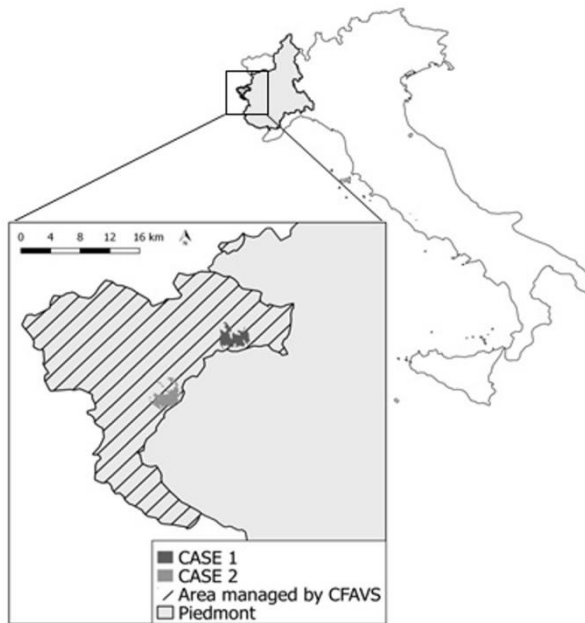 0 4 8 12 16 km
CASE 1
CASE 2
Area managed by CFAVS
Piedmont